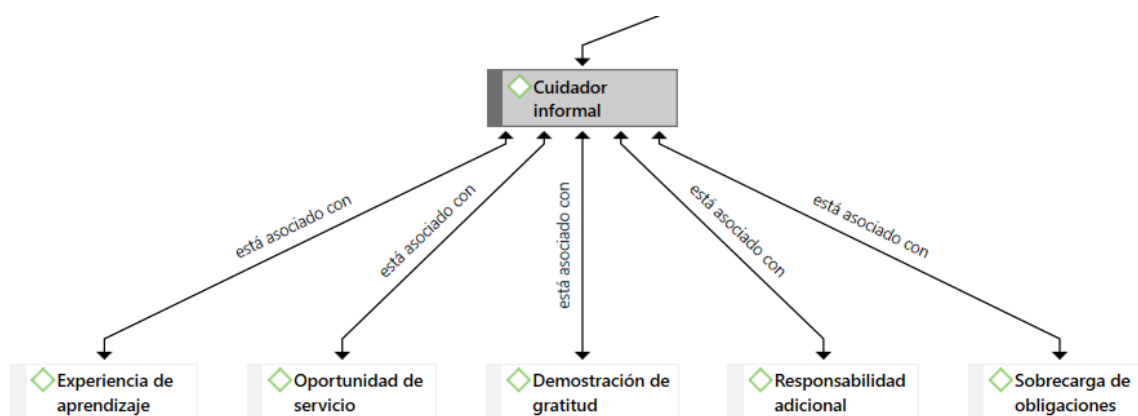 Cuidador
informal
está asociado con
está asociado con
está asociado con
está asociado con
está asociado con
Experiencia de
aprendizaje
Oportunidad de
servicio
Demostración de
gratitud
Responsabilidad
adicional
Sobrecarga de
obligaciones